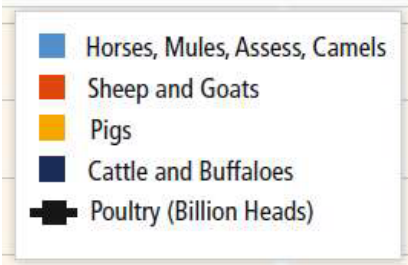 Horses, Mules, Assess, Camels
Sheep and Goats
Pigs
Cattle and Buffaloes
Poultry (Billion Heads)